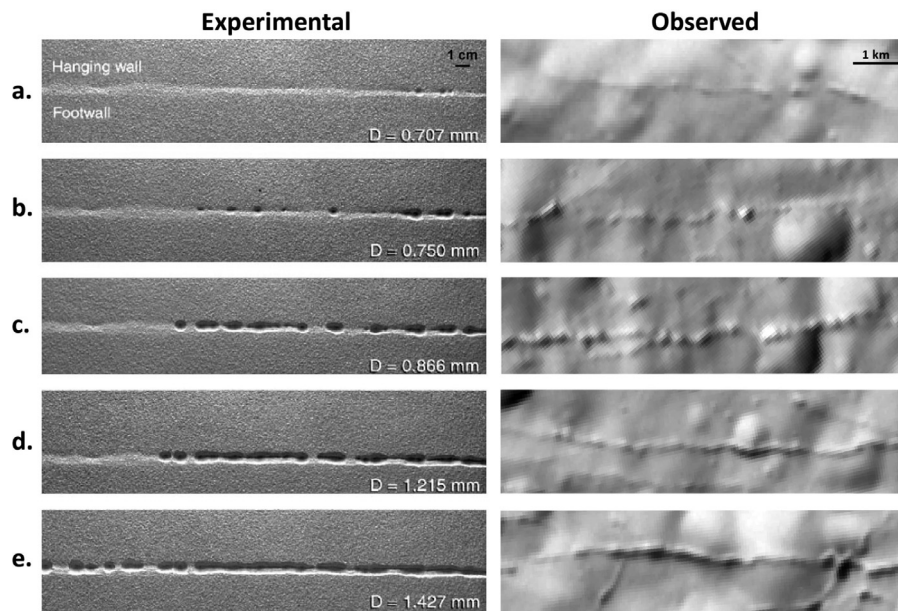 Experimental
Observed
a.
Hanging wall
Footwall
1 cm
D = 0.707 mm
1 km
b.
D = 0.750 mm
c.
D = 0.866 mm
d.
D = 1.215 mm
e.
D = 1.427 mm